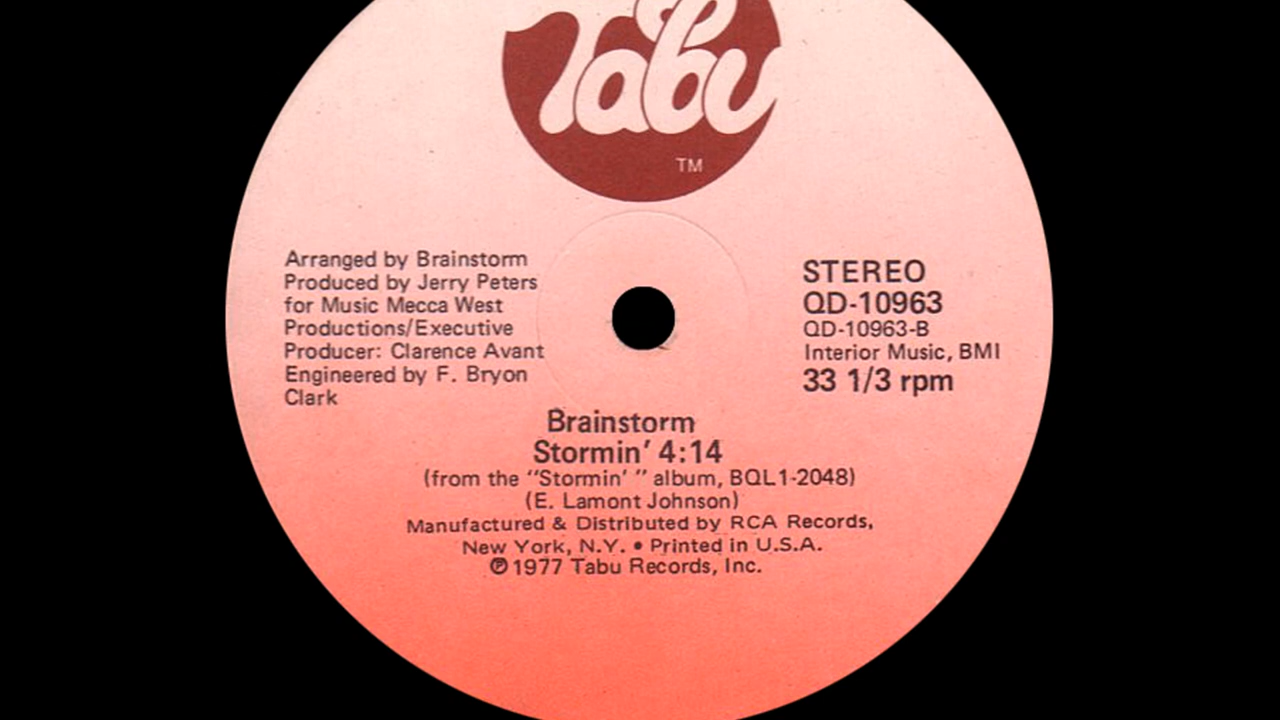 Tabu
TM
Arranged by Brainstorm
Produced by Jerry Peters
for Music Mecca West
Productions/Executive
Producer: Clarence Avant
Engineered by F. Bryon
Clark
STEREO
QD-10963
QD-10963-B
Interior Music, BMI
33 1/3 rpm
Brainstorm
Stormin' 4:14
(from the "Stormin' " album, BQL1-2048)
(E. Lamont Johnson)
Manufactured & Distributed by RCA Records,
New York, N.Y. • Printed in U.S.A.
℗ 1977 Tabu Records, Inc.